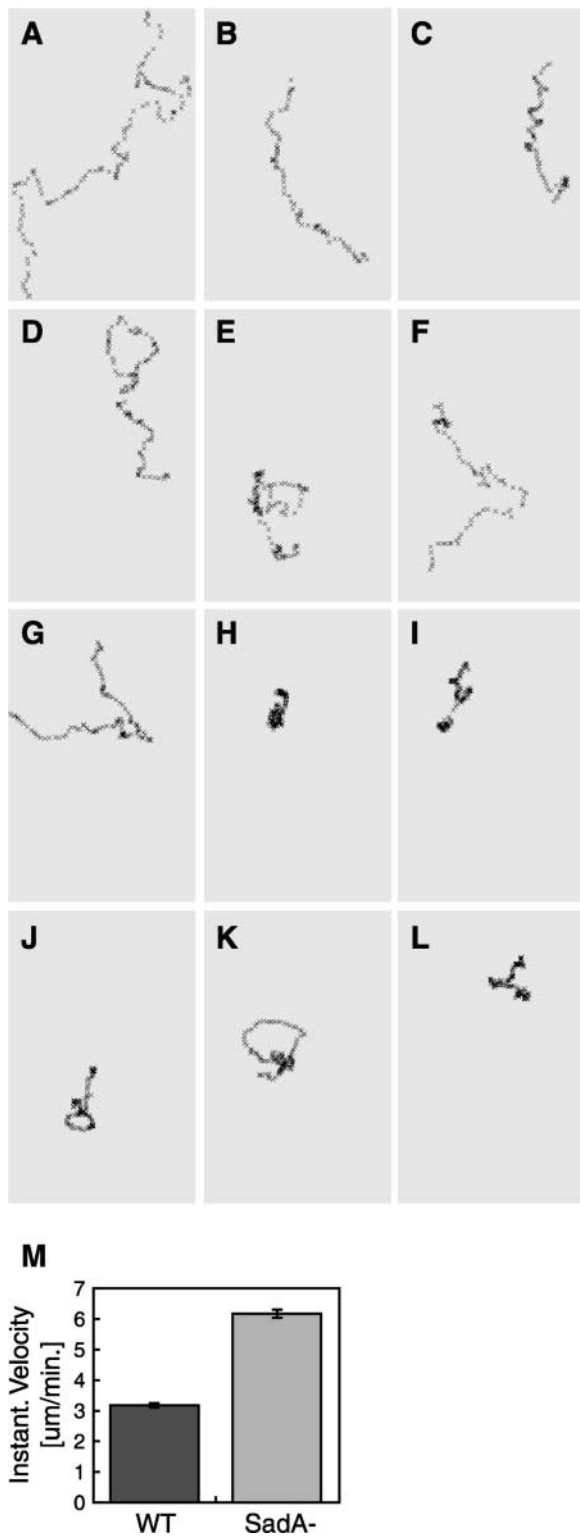 A B C
D E F
G H I
J K L
M
Instant. Velocity
[um/min.]
7
6
5
4
3
2
1
0
WT SadA-